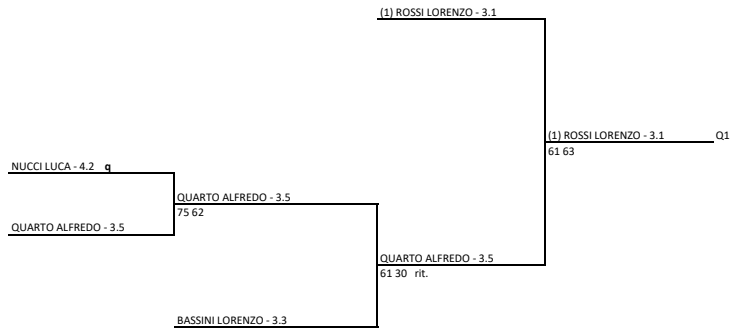 (1) ROSSI LORENZO - 3.1
(1) ROSSI LORENZO - 3.1 Q1
61 63
NUCCI LUCA - 4.2 q
QUARTO ALFREDO - 3.5
75 62
QUARTO ALFREDO - 3.5
QUARTO ALFREDO - 3.5
61 30 rit.
BASSINI LORENZO - 3.3